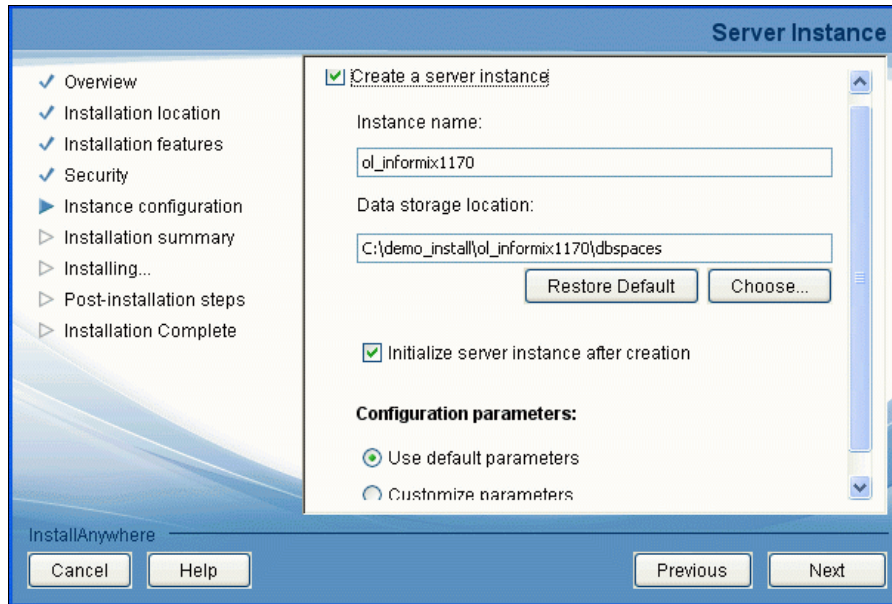 Server Instance
Overview
Installation location
Installation features
Security
Instance configuration
Installation summary
Installing...
Post-installation steps
Installation Complete
Create a server instance
Instance name:
ol_informix1170
Data storage location:
C:\demo_install\ol_informix1170\dbspaces
Restore Default
Choose...
Initialize server instance after creation
Configuration parameters:
Use default parameters
Customize parameters
InstallAnywhere
Cancel
Help
Previous
Next